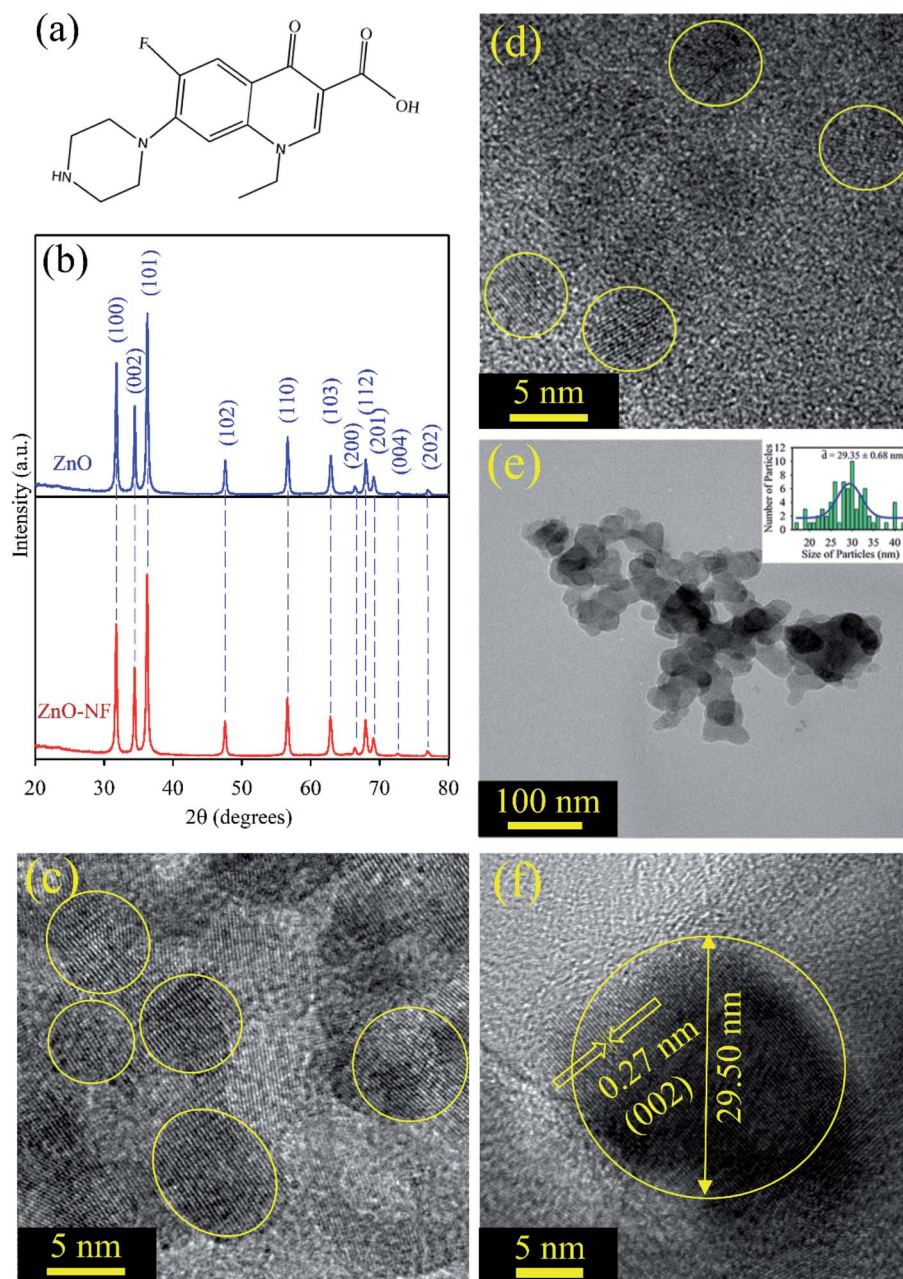 (a)
F
O
O
OH
N
N
HN
(b)
(100)
(002)
(101)
(102)
(110)
(103)
(200)
(112)
(201)
(004)
(202)
ZnO
ZnO-NF
Intensity (a.u.)
20 30 40 50 60 70 80
2θ (degrees)
(c)
5 nm
(d)
5 nm
(e)
d = 29.35 ± 0.68 nm
Number of Particles
12
10
8
6
4
2
0
20 25 30 35 40
Size of Particles (nm)
100 nm
(f)
0.27 nm
(002)
29.50 nm
5 nm